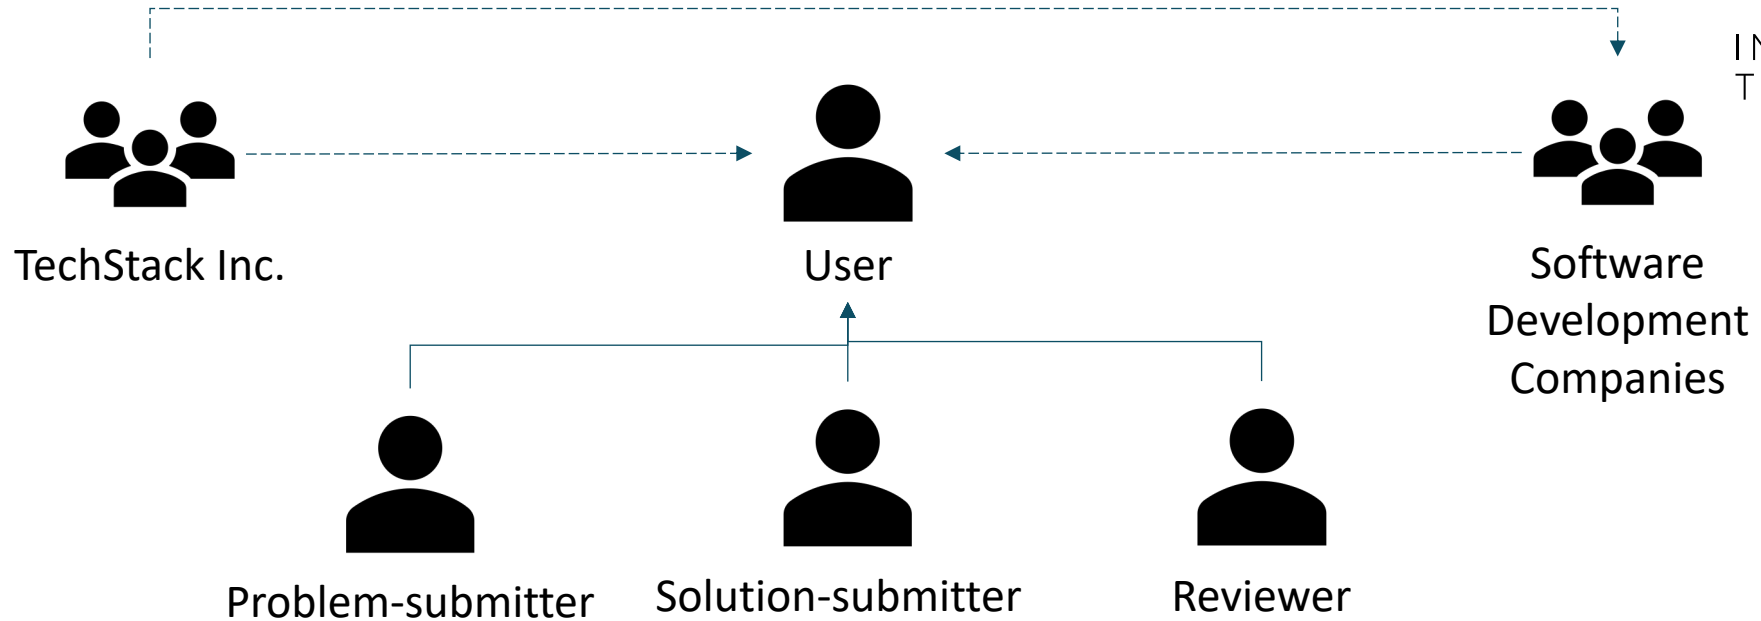 TechStack Inc.
User
Software
Development
Companies
Problem-submitter
Solution-submitter
Reviewer